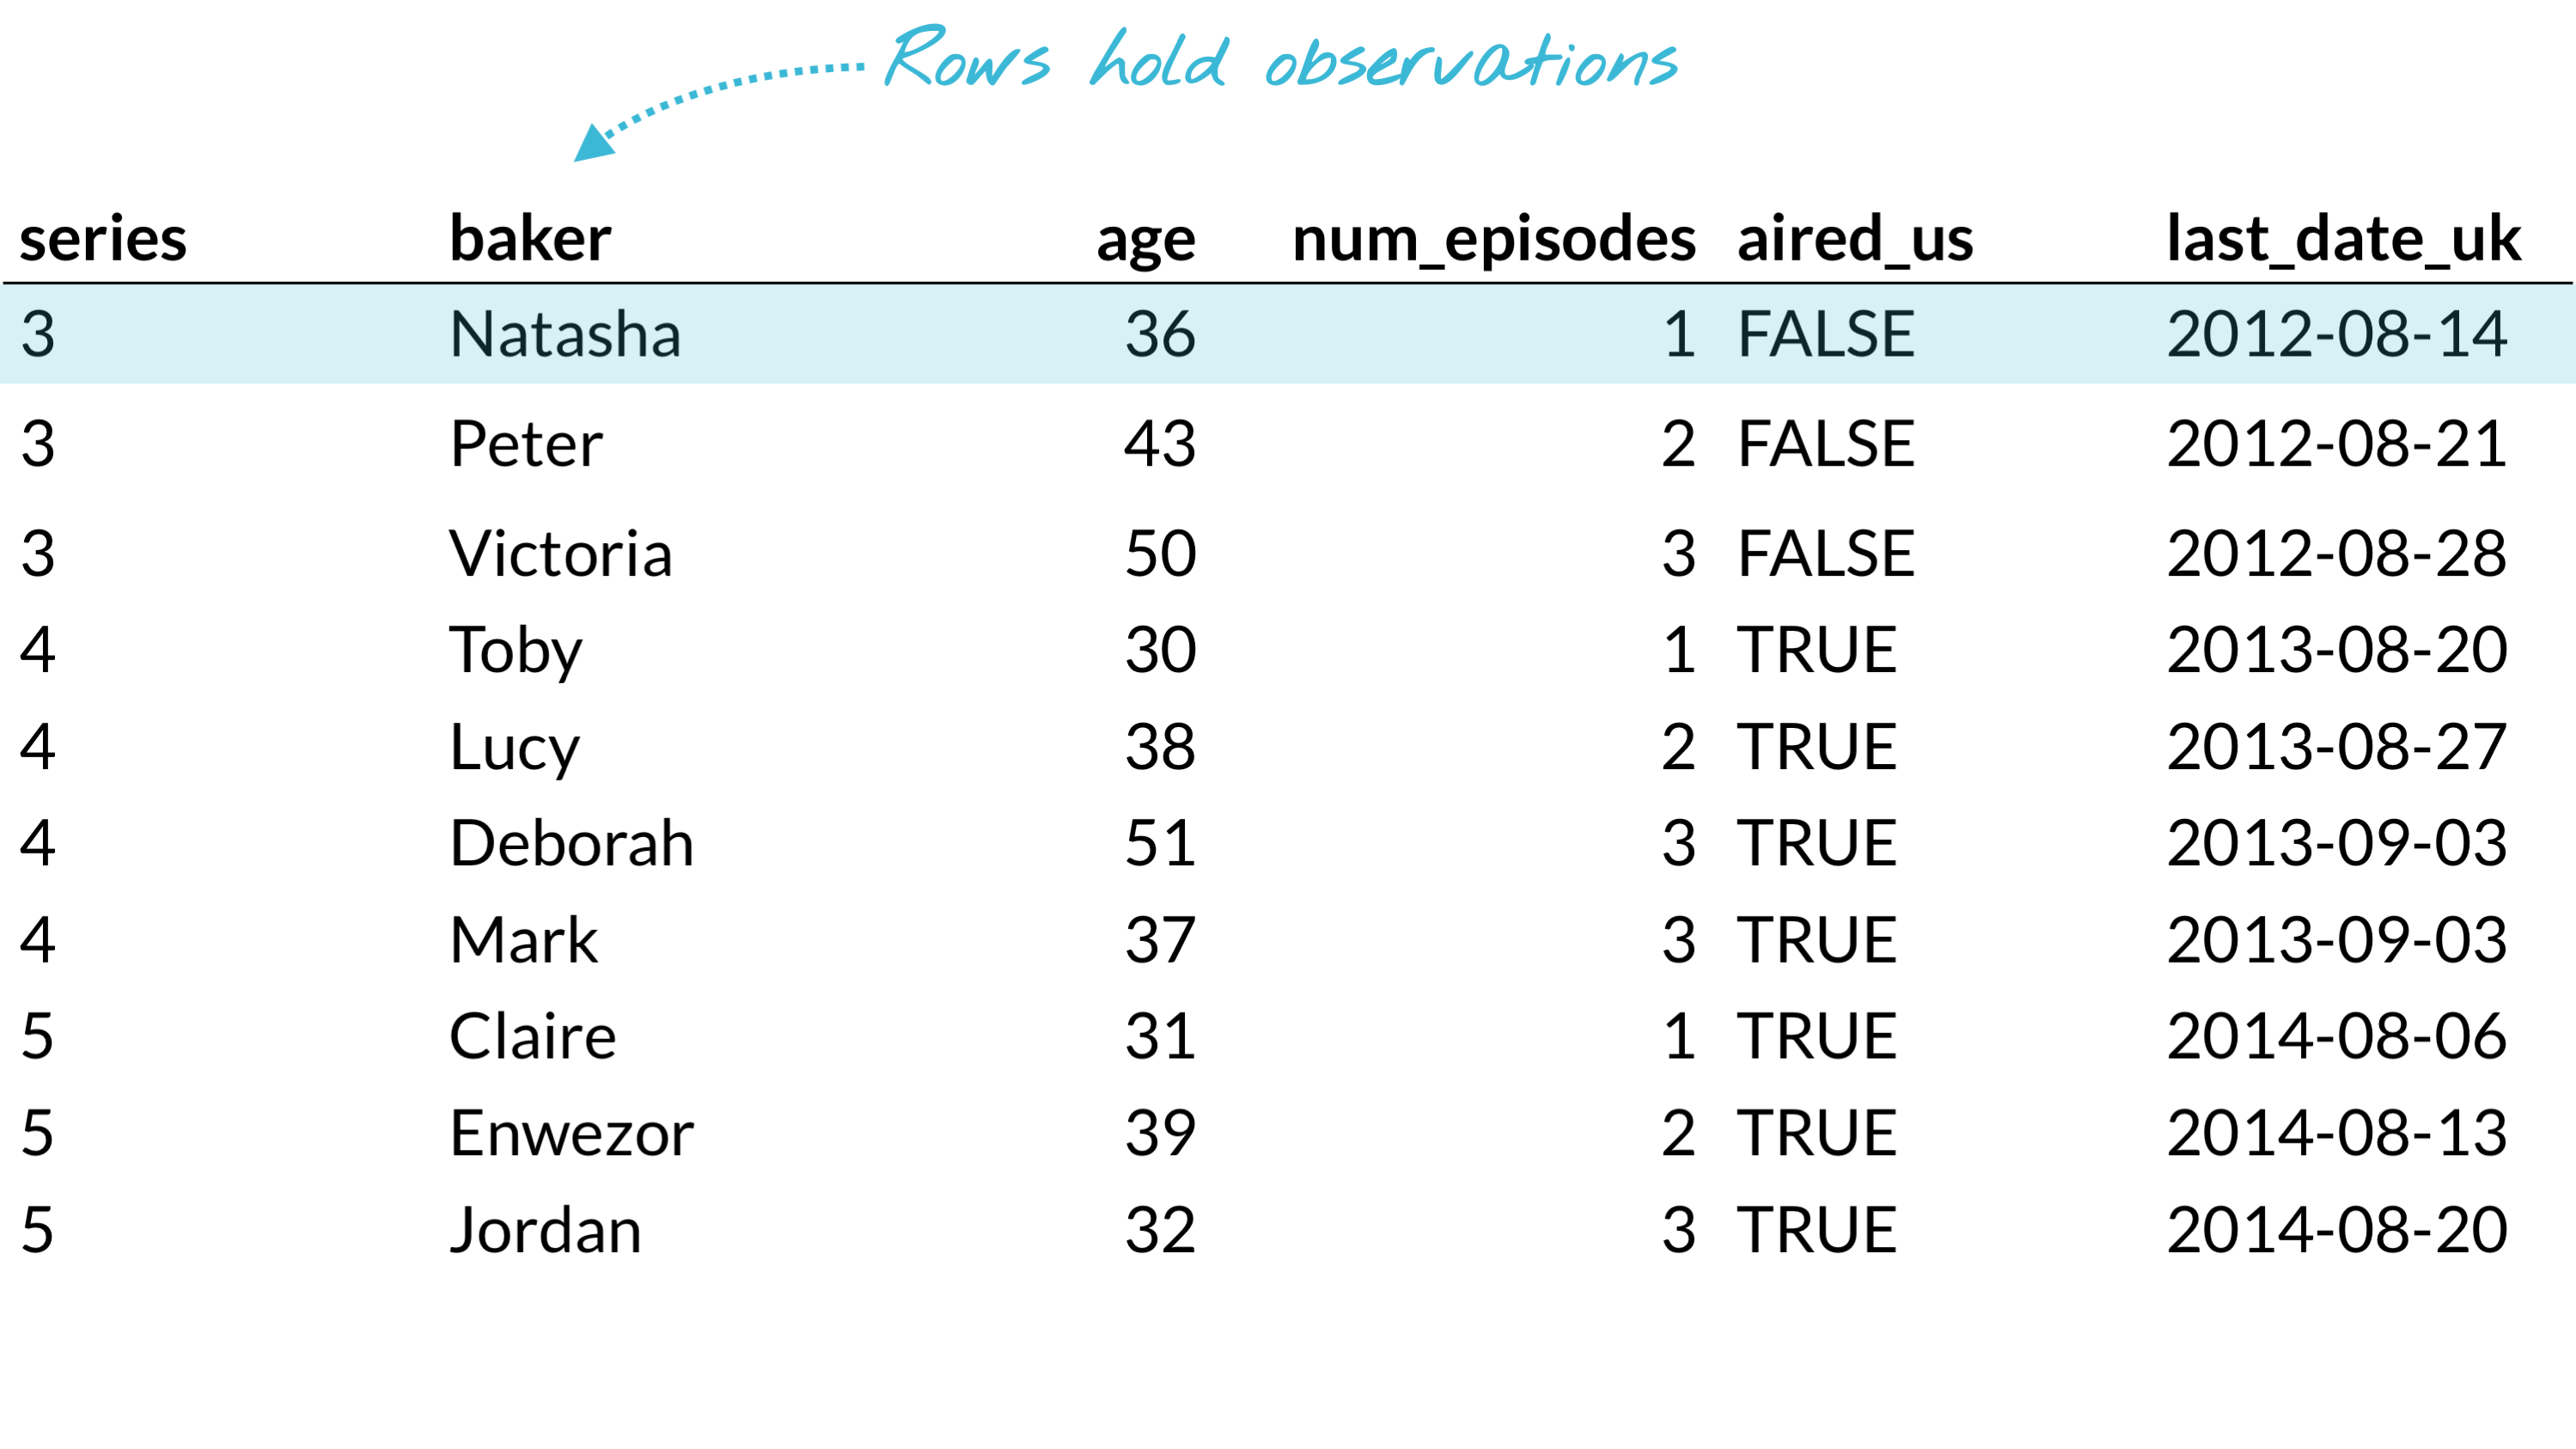 Rows hold observations
series baker age num_episodes aired_us last_date_uk
3 Natasha 36 1 FALSE 2012-08-14
3 Peter 43 2 FALSE 2012-08-21
3 Victoria 50 3 FALSE 2012-08-28
4 Toby 30 1 TRUE 2013-08-20
4 Lucy 38 2 TRUE 2013-08-27
4 Deborah 51 3 TRUE 2013-09-03
4 Mark 37 3 TRUE 2013-09-03
5 Claire 31 1 TRUE 2014-08-06
5 Enwezor 39 2 TRUE 2014-08-13
5 Jordan 32 3 TRUE 2014-08-20